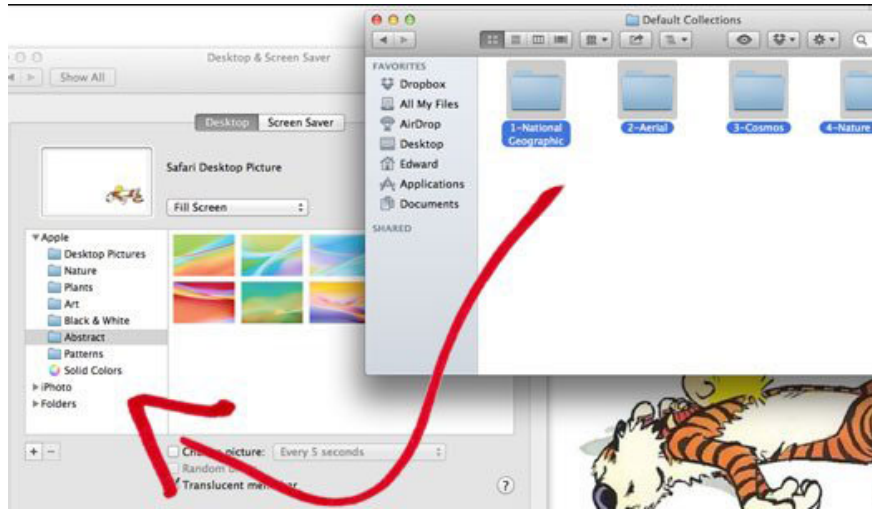 Default Collections
Desktop & Screen Saver
Show All
FAVORITES
Dropbox
All My Files
AirDrop
Desktop
Edward
Applications
Documents
SHARED
1-National
Geographic
2-Aerial
3-Cosmos
4-Nature
Desktop
Screen Saver
Safari Desktop Picture
Fill Screen
Apple
Desktop Pictures
Nature
Plants
Art
Black & White
Abstract
Patterns
Solid Colors
iPhoto
Folders
+ -
picture:
Every 5 seconds
Random
Translucent
?